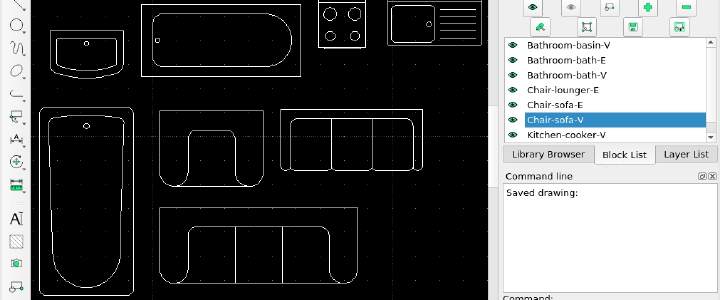 Bathroom-basin-V
Bathroom-bath-E
Bathroom-bath-V
Chair-lounger-E
Chair-sofa-E
Chair-sofa-V
Kitchen-cooker-V
Library Browser
Block List
Layer List
Command line
Saved drawing:
Command:
A